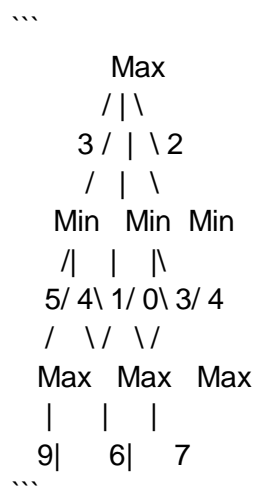 ```
Max
/ | \
3 / | \ 2
/ | \
Min Min Min
/| | |\
5/ 4\ 1/ 0\ 3/ 4
/ \ / \ /
Max Max Max
| | |
9| 6| 7
```